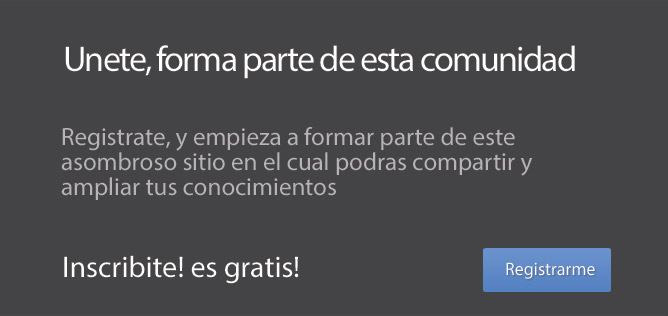 Unete, forma parte de esta comunidad
Registrate, y empieza a formar parte de este
asombroso sitio en el cual podras compartir y
ampliar tus conocimientos
Inscribite! es gratis!
Registrarme